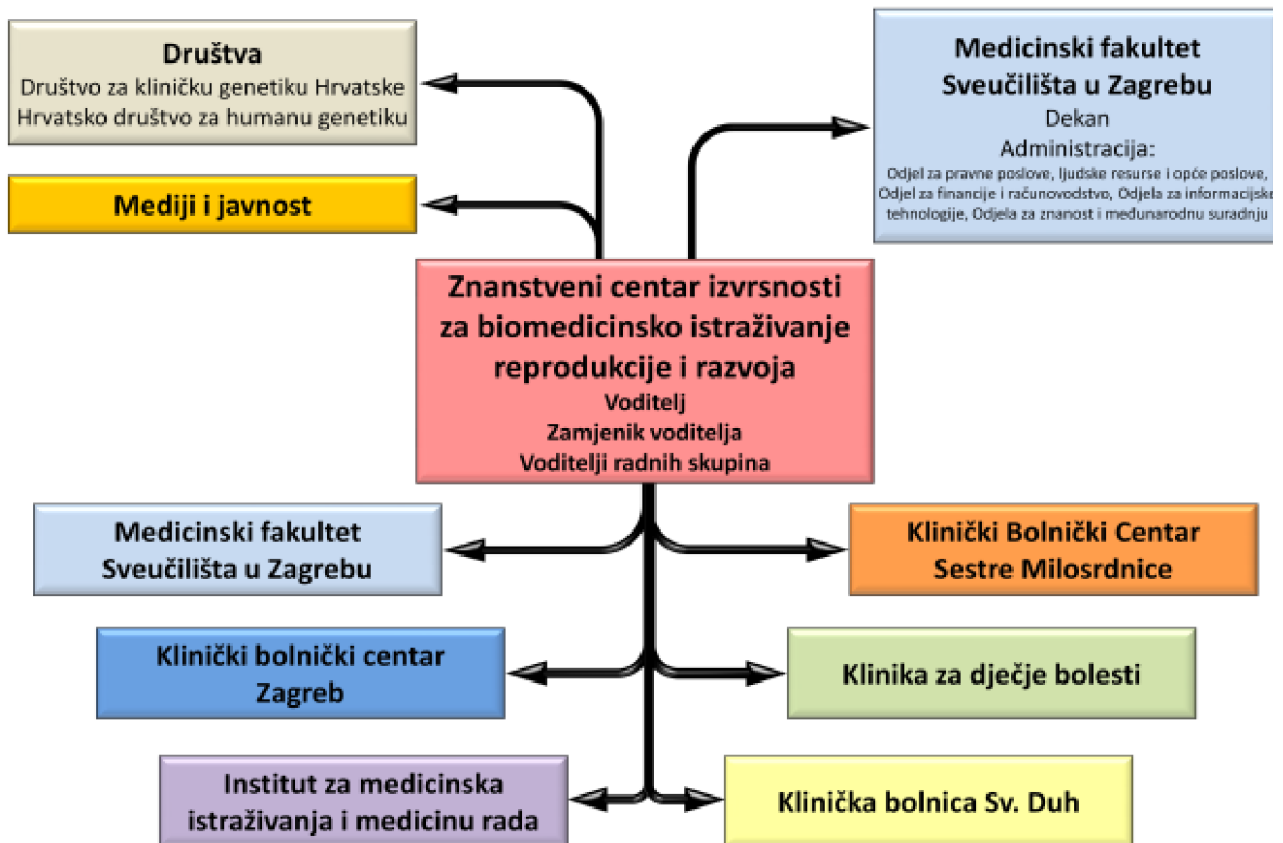 Društva
Društvo za kliničku genetiku Hrvatske
Hrvatsko društvo za humanu genetiku
Mediji i javnost
Medicinski fakultet
Sveučilišta u Zagrebu
Dekan
Administracija:
Odjel za pravne poslove, ljudske resurse i opće poslove,
Odjel za financije i računovodstvo, Odjela za informacijske
tehnologije, Odjela za znanost i međunarodnu suradnju
Znanstveni centar izvrsnosti
za biomedicinsko istraživanje
reprodukcije i razvoja
Voditelj
Zamjenik voditelja
Voditelji radnih skupina
Medicinski fakultet
Sveučilišta u Zagrebu
Klinički Bolnički Centar
Sestre Milosrdnice
Klinički bolnički centar
Zagreb
Klinika za dječje bolesti
Institut za medicinska
istraživanja i medicinu rada
Klinička bolnica Sv. Duh